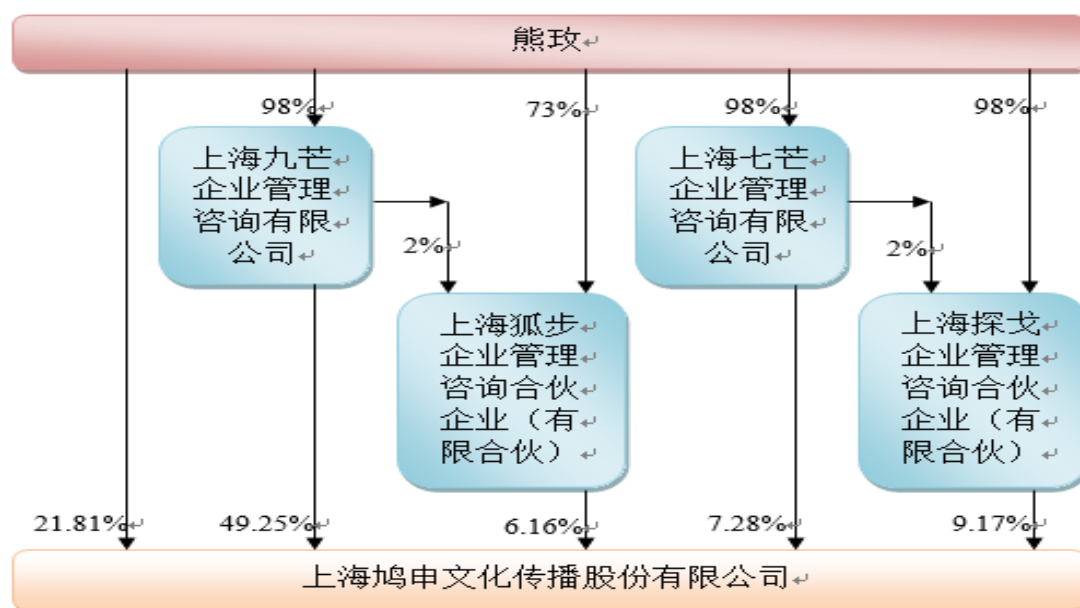 熊玫
98%
73%
98%
98%
上海九芒
企业管理
咨询有限
公司
上海七芒
企业管理
咨询有限
公司
2%
2%
上海狐步
企业管理
咨询合伙
企业（有
限合伙）
上海探戈
企业管理
咨询合伙
企业（有
限合伙）
21.81%
49.25%
6.16%
7.28%
9.17%
上海鸠申文化传播股份有限公司